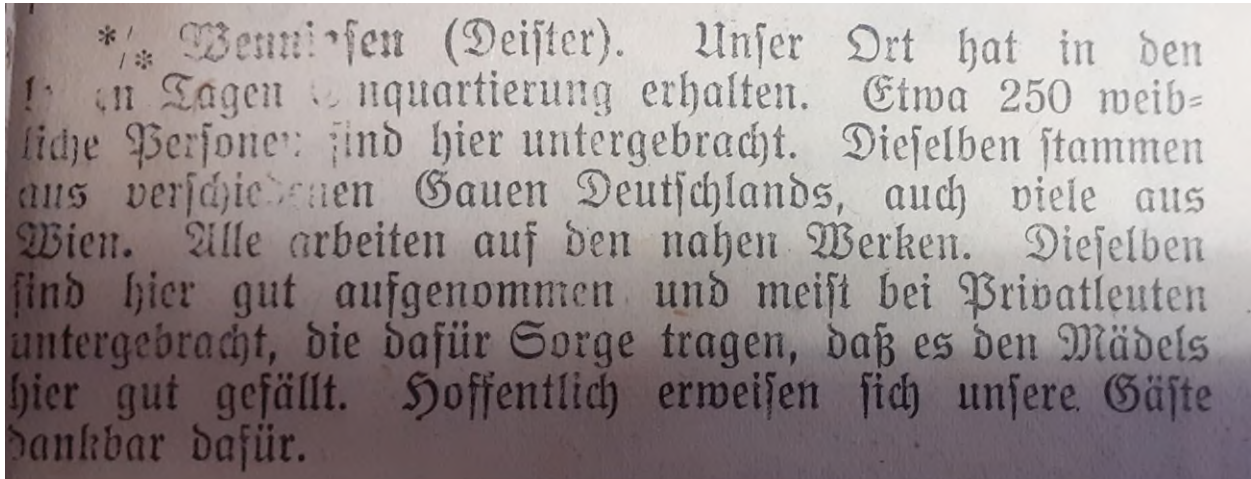 */* Wennigsen (Deister). Unser Ort hat in den
Tagen Einquartierung erhalten. Etwa 250 weib-
liche Personen sind hier untergebracht. Dieselben stammen
aus verschiedenen Gauen Deutschlands, auch viele aus
Wien. Alle arbeiten auf den nahen Werken. Dieselben
sind hier gut aufgenommen und meist bei Privatleuten
untergebracht, die dafür Sorge tragen, daß es den Mädels
hier gut gefällt. Hoffentlich erweisen sich unsere Gäste
dankbar dafür.